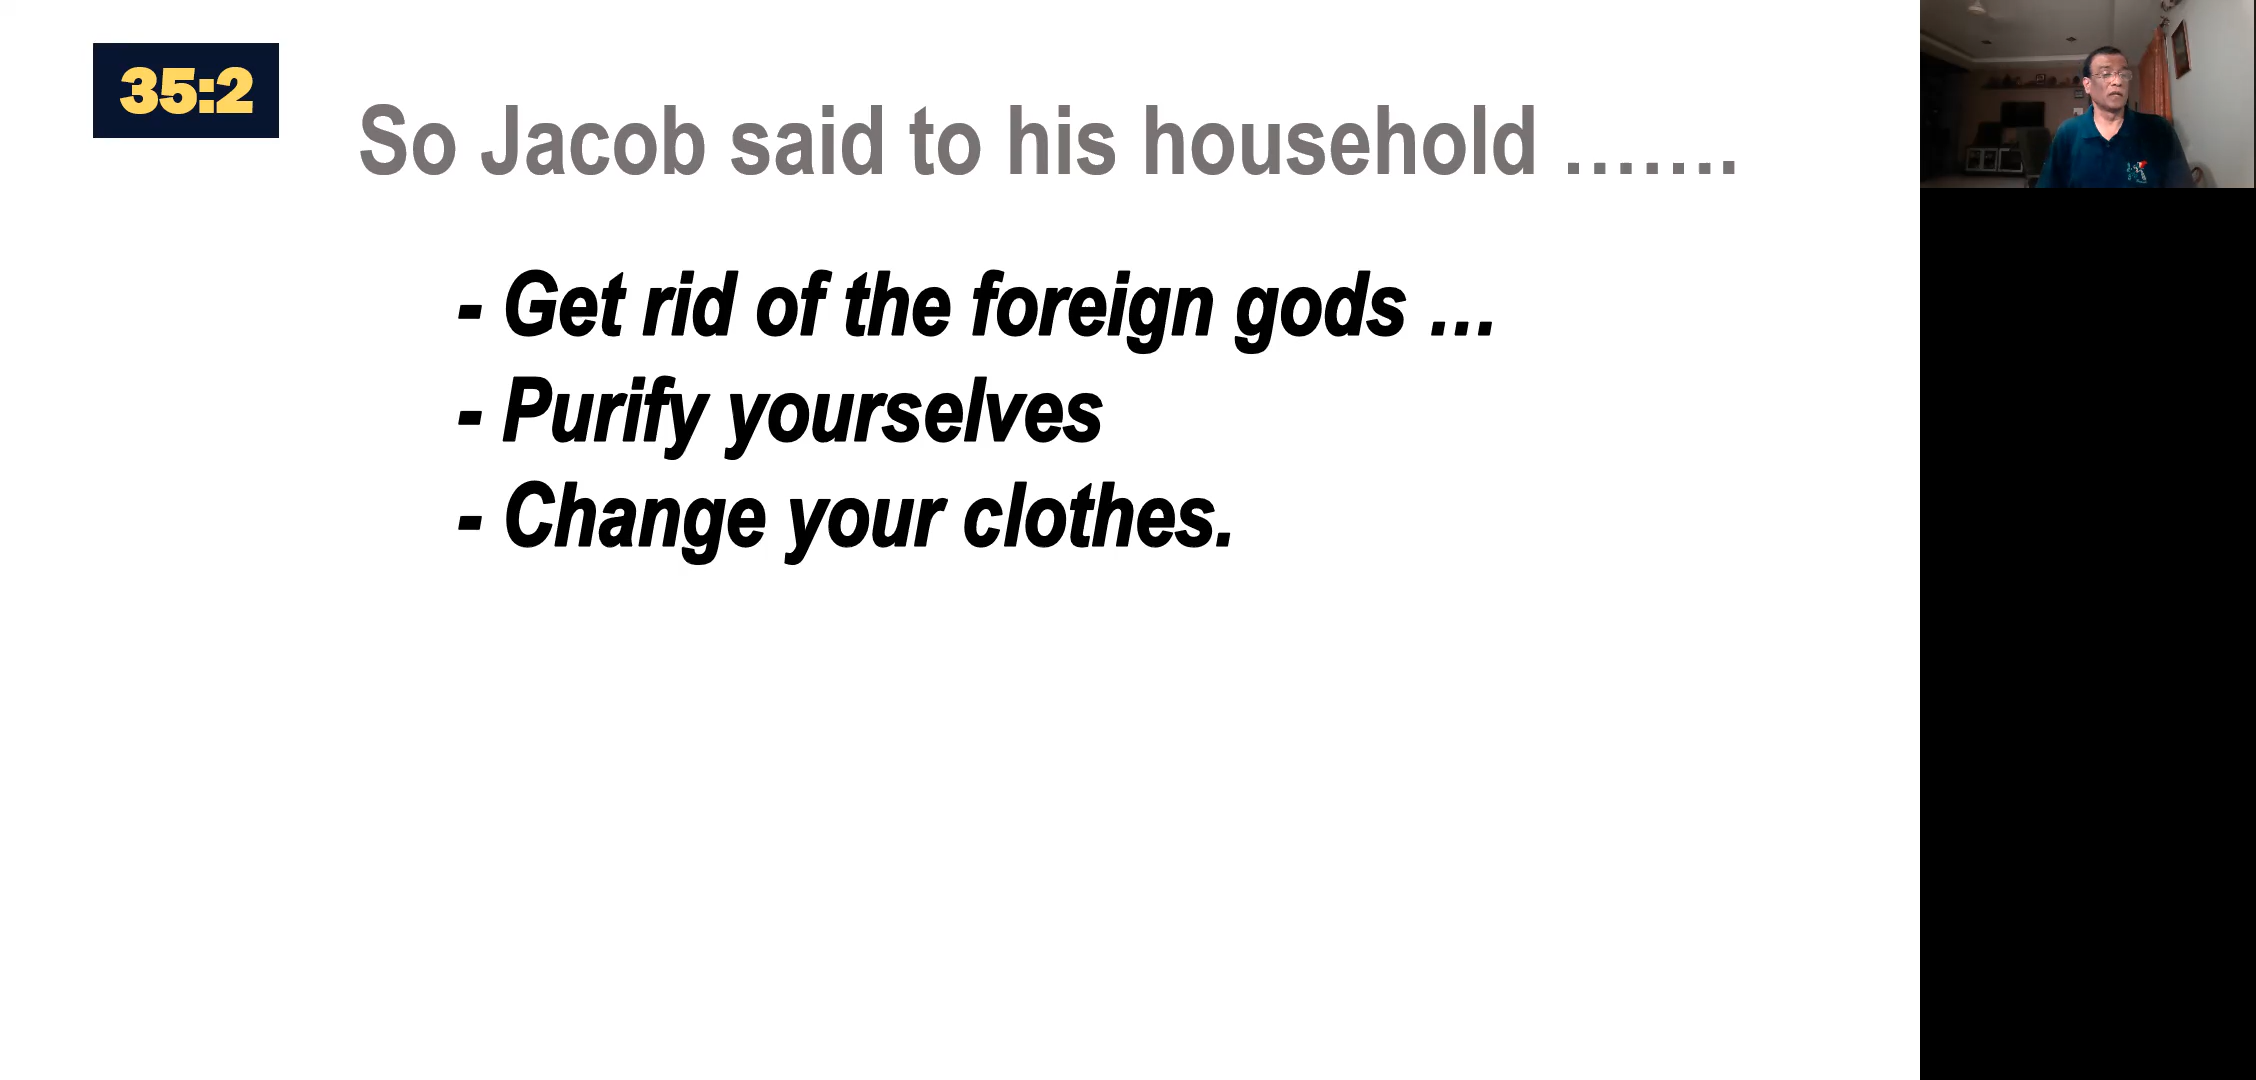 35:2
So Jacob said to his household …….
- Get rid of the foreign gods …
- Purify yourselves
- Change your clothes.